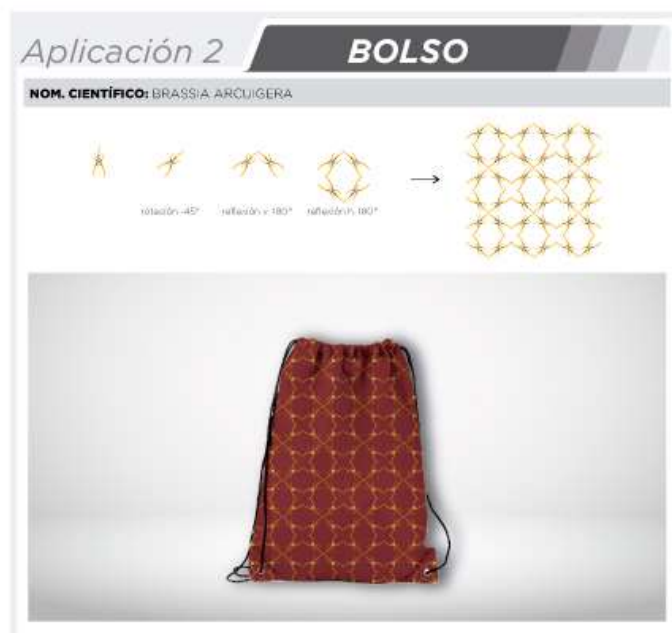 Aplicación 2
BOLSO
NOM. CIENTÍFICO: BRASSIA ARCUIGERA
rotación -45°
reflexión v. 180°
reflexión h. 180°